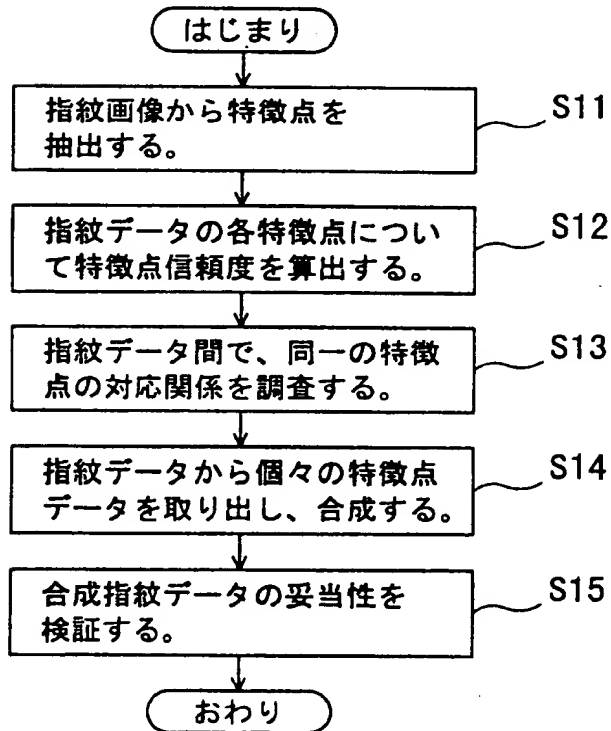 はじまり
指紋画像から特徴点を
抽出する。
S11
指紋データの各特徴点につい
て特徴点信頼度を算出する。
S12
指紋データ間で、同一の特徴
点の対応関係を調査する。
S13
指紋データから個々の特徴点
データを取り出し、合成する。
S14
合成指紋データの妥当性を
検証する。
S15
おわり